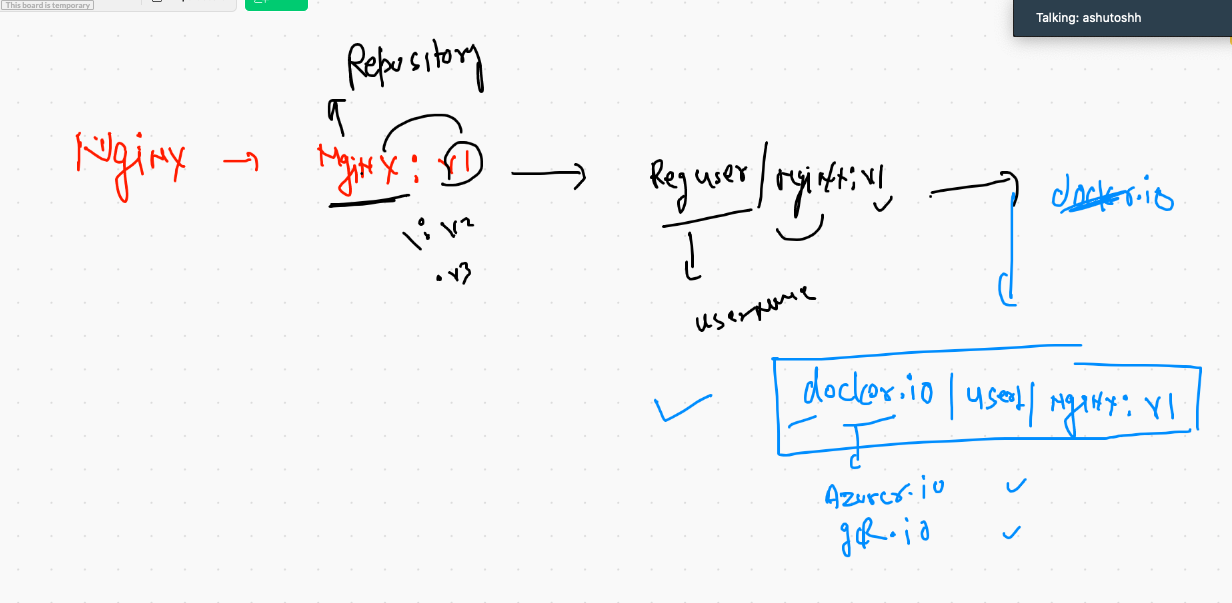 This board is temporary
Talking: ashutoshh
Repository
Nginx → Nginx : v1 → Reguser/nginx:v1 → docker.io
: v2
. v3
username
docker.io | user | nginx : v1
Azurcr.io ✓
gcR.io ✓